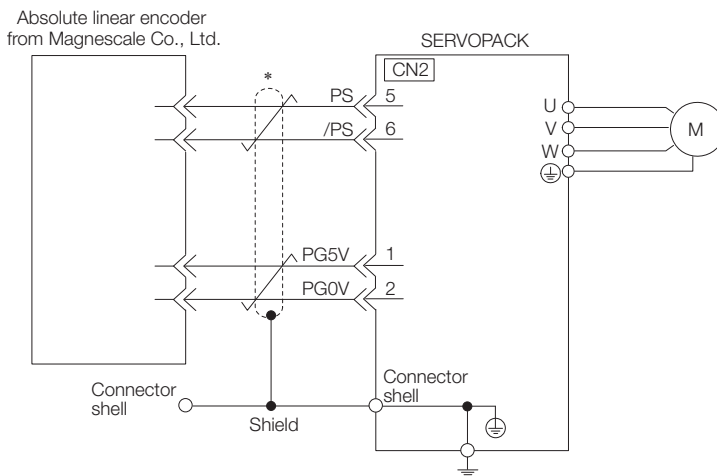 Absolute linear encoder
from Magnescale Co., Ltd.
SERVOPACK
CN2
*
PS
5
/PS
6
U
V
W
M
PG5V
1
PG0V
2
Connector
shell
Shield
Connector
shell